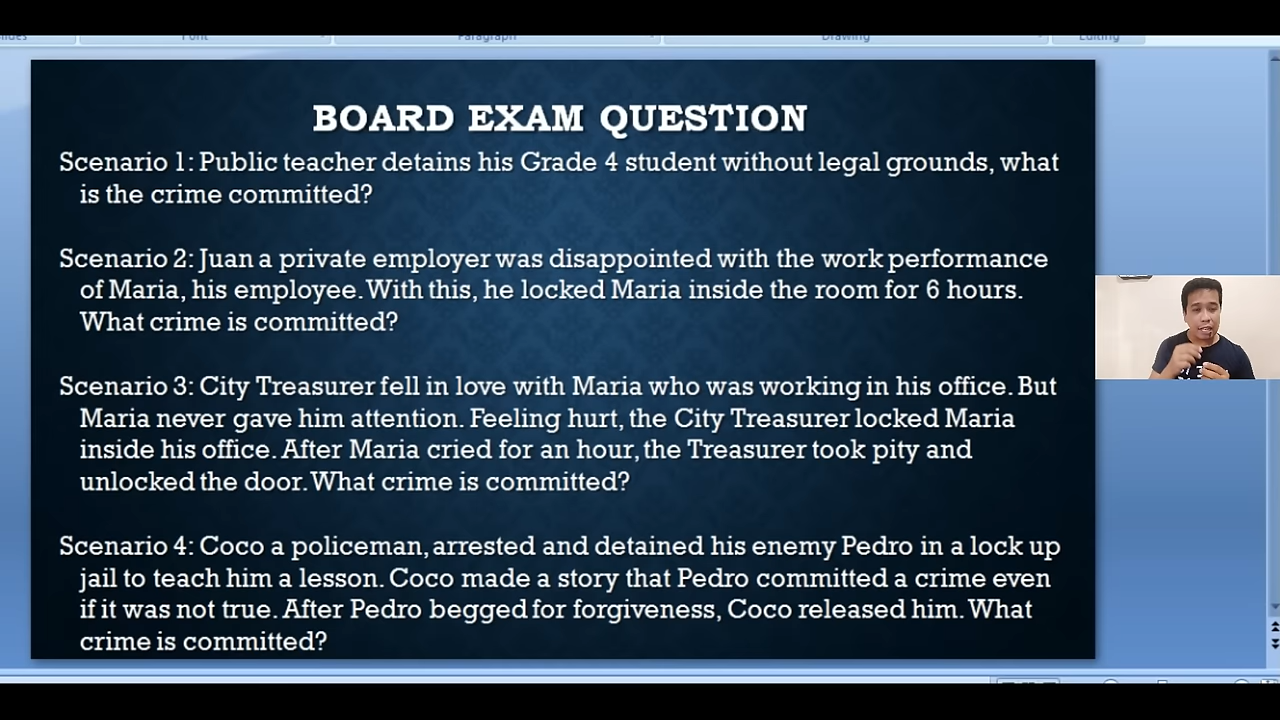 Font
Paragraph
Drawing
Editing
BOARD EXAM QUESTION
Scenario 1: Public teacher detains his Grade 4 student without legal grounds, what
is the crime committed?
Scenario 2: Juan a private employer was disappointed with the work performance
of Maria, his employee. With this, he locked Maria inside the room for 6 hours.
What crime is committed?
Scenario 3: City Treasurer fell in love with Maria who was working in his office. But
Maria never gave him attention. Feeling hurt, the City Treasurer locked Maria
inside his office. After Maria cried for an hour, the Treasurer took pity and
unlocked the door. What crime is committed?
Scenario 4: Coco a policeman, arrested and detained his enemy Pedro in a lock up
jail to teach him a lesson. Coco made a story that Pedro committed a crime even
if it was not true. After Pedro begged for forgiveness, Coco released him. What
crime is committed?